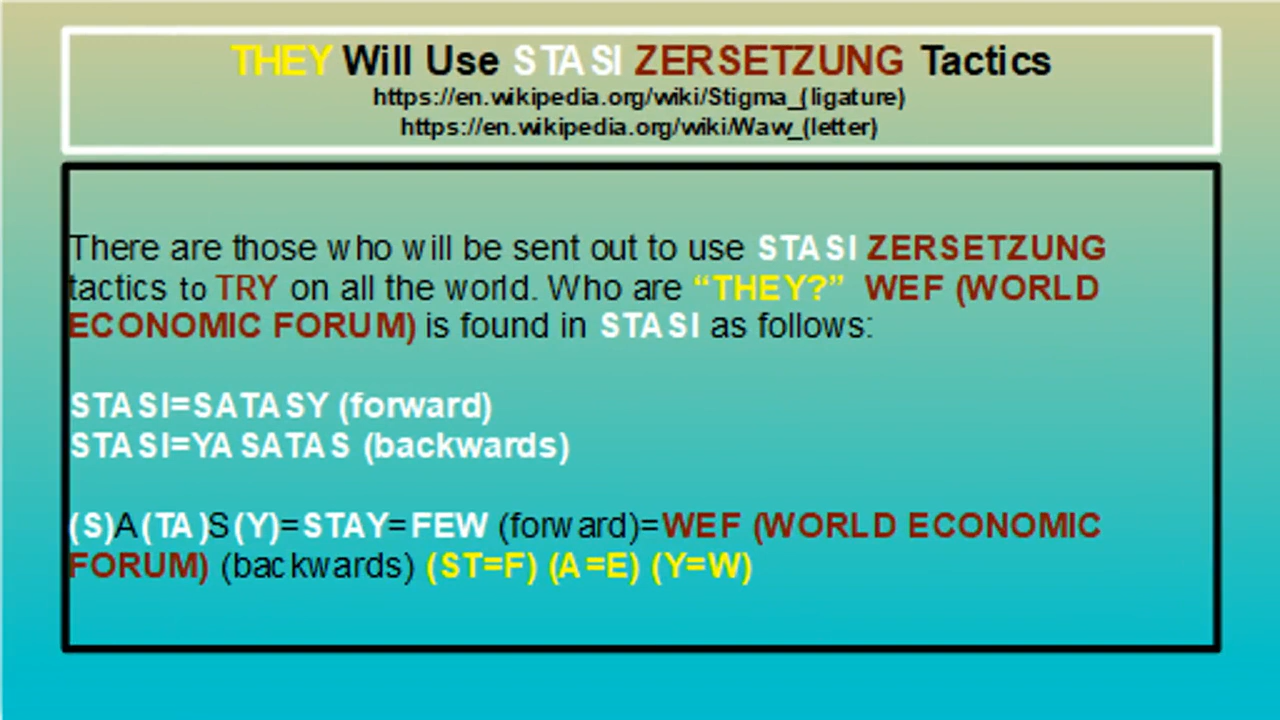 THEY Will Use STASI ZERSETZUNG Tactics
https://en.wikipedia.org/wiki/Stigma_(ligature)
https://en.wikipedia.org/wiki/Waw_(letter)
There are those who will be sent out to use STASI ZERSETZUNG
tactics to TRY on all the world. Who are “THEY?” WEF (WORLD
ECONOMIC FORUM) is found in STASI as follows:
STASI=SATASY (forward)
STASI=YASATAS (backwards)
(S)A(TA)S(Y)=STAY=FEW (forward)=WEF (WORLD ECONOMIC
FORUM) (backwards) (ST=F) (A=E) (Y=W)